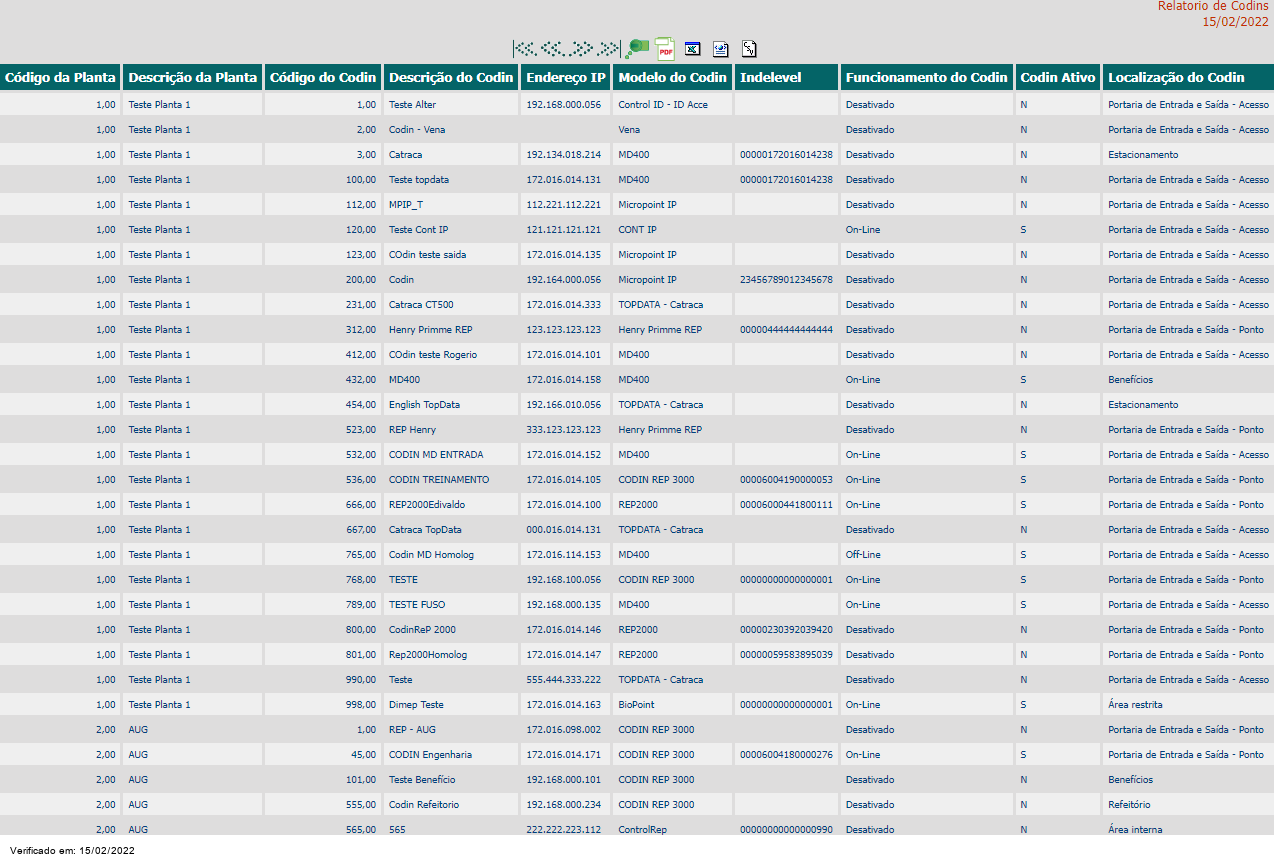 Relatorio de Codins
15/02/2022
PDF
Código da Planta Descrição da Planta Código do Codin Descrição do Codin Endereço IP Modelo do Codin Indelevel Funcionamento do Codin Codin Ativo Localização do Codin
1,00 Teste Planta 1 1,00 Teste Alter 192.168.000.056 Control ID - ID Acce Desativado N Portaria de Entrada e Saída - Acesso
1,00 Teste Planta 1 2,00 Codin - Vena Vena Desativado N Portaria de Entrada e Saída - Acesso
1,00 Teste Planta 1 3,00 Catraca 192.134.018.214 MD400 00000172016014238 Desativado N Estacionamento
1,00 Teste Planta 1 100,00 Teste topdata 172.016.014.131 MD400 00000172016014238 Desativado N Portaria de Entrada e Saída - Acesso
1,00 Teste Planta 1 112,00 MPIP_T 112.221.112.221 Micropoint IP Desativado N Portaria de Entrada e Saída - Acesso
1,00 Teste Planta 1 120,00 Teste Cont IP 121.121.121.121 CONT IP On-Line S Portaria de Entrada e Saída - Acesso
1,00 Teste Planta 1 123,00 COdin teste saida 172.016.014.135 Micropoint IP Desativado N Portaria de Entrada e Saída - Acesso
1,00 Teste Planta 1 200,00 Codin 192.164.000.056 Micropoint IP 23456789012345678 Desativado N Portaria de Entrada e Saída - Acesso
1,00 Teste Planta 1 231,00 Catraca CT500 172.016.014.333 TOPDATA - Catraca Desativado N Portaria de Entrada e Saída - Acesso
1,00 Teste Planta 1 312,00 Henry Primme REP 123.123.123.123 Henry Primme REP 00000444444444444 Desativado N Portaria de Entrada e Saída - Ponto
1,00 Teste Planta 1 412,00 COdin teste Rogerio 172.016.014.101 MD400 Desativado N Portaria de Entrada e Saída - Acesso
1,00 Teste Planta 1 432,00 MD400 172.016.014.158 MD400 On-Line S Benefícios
1,00 Teste Planta 1 454,00 English TopData 192.166.010.056 TOPDATA - Catraca Desativado N Estacionamento
1,00 Teste Planta 1 523,00 REP Henry 333.123.123.123 Henry Primme REP Desativado N Portaria de Entrada e Saída - Ponto
1,00 Teste Planta 1 532,00 CODIN MD ENTRADA 172.016.014.152 MD400 On-Line S Portaria de Entrada e Saída - Acesso
1,00 Teste Planta 1 536,00 CODIN TREINAMENTO 172.016.014.105 CODIN REP 3000 00006004190000053 On-Line S Portaria de Entrada e Saída - Ponto
1,00 Teste Planta 1 666,00 REP2000Edivaldo 172.016.014.100 REP2000 00006000441800111 On-Line S Portaria de Entrada e Saída - Ponto
1,00 Teste Planta 1 667,00 Catraca TopData 000.016.014.131 TOPDATA - Catraca Desativado N Portaria de Entrada e Saída - Acesso
1,00 Teste Planta 1 765,00 Codin MD Homolog 172.016.114.153 MD400 Off-Line S Portaria de Entrada e Saída - Acesso
1,00 Teste Planta 1 768,00 TESTE 192.168.100.056 CODIN REP 3000 00000000000000001 On-Line S Portaria de Entrada e Saída - Ponto
1,00 Teste Planta 1 789,00 TESTE FUSO 192.168.000.135 MD400 On-Line S Portaria de Entrada e Saída - Acesso
1,00 Teste Planta 1 800,00 CodinReP 2000 172.016.014.146 REP2000 00000230392039420 Desativado N Portaria de Entrada e Saída - Ponto
1,00 Teste Planta 1 801,00 Rep2000Homolog 172.016.014.147 REP2000 00000059583895039 Desativado N Portaria de Entrada e Saída - Ponto
1,00 Teste Planta 1 990,00 Teste 555.444.333.222 TOPDATA - Catraca Desativado N Portaria de Entrada e Saída - Acesso
1,00 Teste Planta 1 998,00 Dimep Teste 172.016.014.163 BioPoint 00000000000000001 On-Line S Área restrita
2,00 AUG 1,00 REP - AUG 172.016.098.002 CODIN REP 3000 Desativado N Portaria de Entrada e Saída - Ponto
2,00 AUG 45,00 CODIN Engenharia 172.016.014.171 CODIN REP 3000 00006004180000276 On-Line S Portaria de Entrada e Saída - Ponto
2,00 AUG 101,00 Teste Benefício 192.168.000.101 CODIN REP 3000 Desativado N Benefícios
2,00 AUG 555,00 Codin Refeitorio 192.168.000.234 CODIN REP 3000 Desativado N Refeitório
2,00 AUG 565,00 565 222.222.223.112 ControlRep 00000000000000990 Desativado N Área interna
Verificado em: 15/02/2022